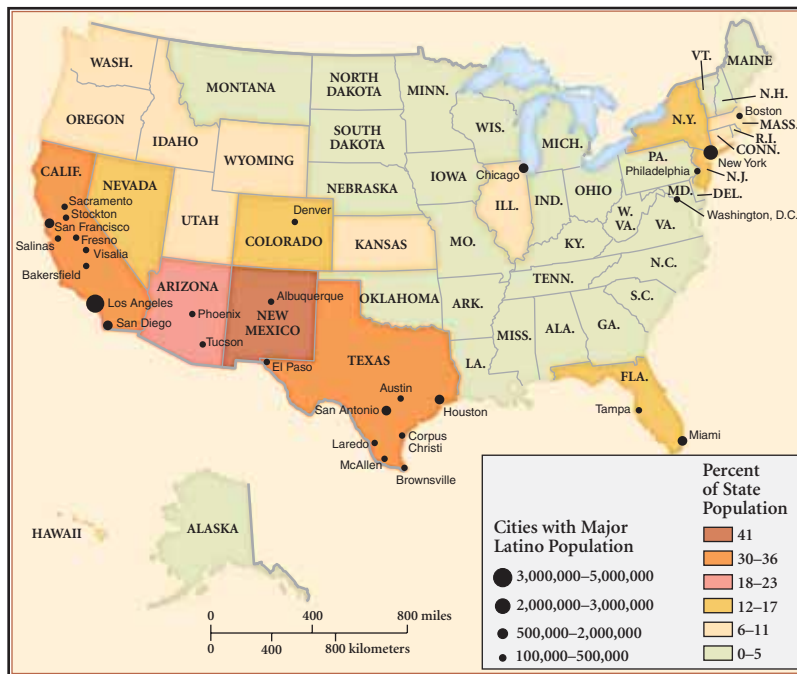 WASH.
MONTANA
NORTH
DAKOTA
MINN.
VT.
MAINE
OREGON
IDAHO
SOUTH
DAKOTA
WIS.
MICH.
N.Y.
N.H.
Boston
MASS.
R.I.
CONN.
WYOMING
New York
CALIF.
NEVADA
NEBRASKA
IOWA
Chicago
PA.
Philadelphia
N.J.
Sacramento
Stockton
San Francisco
Salinas
Fresno
Visalia
Bakersfield
UTAH
Denver
COLORADO
KANSAS
ILL.
IND.
OHIO
MD.
DEL.
Washington, D.C.
W.
VA.
VA.
MO.
KY.
Los Angeles
San Diego
ARIZONA
Phoenix
Tucson
Albuquerque
NEW
MEXICO
OKLAHOMA
ARK.
TENN.
N.C.
S.C.
MISS.
ALA.
GA.
El Paso
TEXAS
LA.
Austin
San Antonio
Houston
FLA.
Tampa
Miami
Laredo
Corpus
Christi
McAllen
Brownsville
HAWAII
ALASKA
0 400 800 miles
0 400 800 kilometers
Cities with Major
Latino Population
3,000,000–5,000,000
2,000,000–3,000,000
500,000–2,000,000
100,000–500,000
Percent
of State
Population
41
30–36
18–23
12–17
6–11
0–5